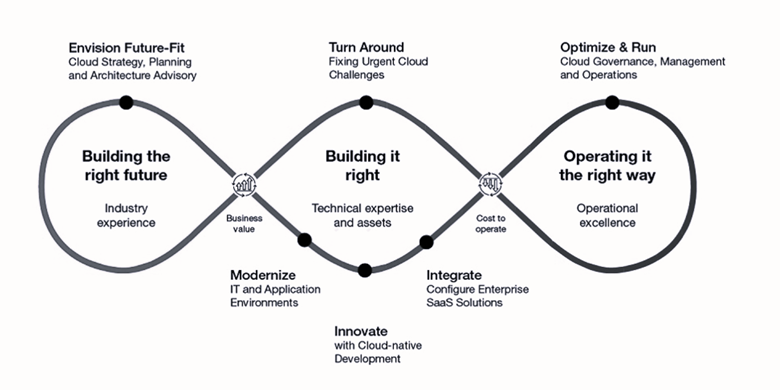 Envision Future-Fit
Cloud Strategy, Planning
and Architecture Advisory
Turn Around
Fixing Urgent Cloud
Challenges
Optimize & Run
Cloud Governance, Management
and Operations
Building the
right future
Industry
experience
Building it
right
Technical expertise
and assets
Operating it
the right way
Operational
excellence
Business
value
Cost to
operate
Modernize
IT and Application
Environments
Integrate
Configure Enterprise
SaaS Solutions
Innovate
with Cloud-native
Development